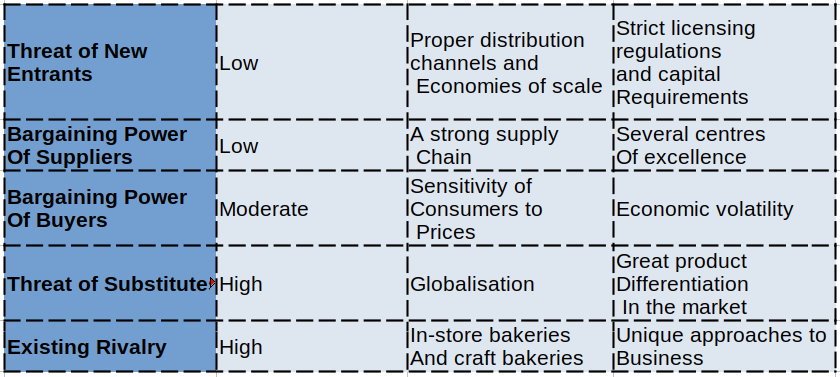 Threat of New
Entrants
Low
Proper distribution
channels and
Economies of scale
Strict licensing
regulations
and capital
Requirements
Bargaining Power
Of Suppliers
Low
A strong supply
Chain
Several centres
Of excellence
Bargaining Power
Of Buyers
Moderate
Sensitivity of
Consumers to
Prices
Economic volatility
Threat of Substitute
High
Globalisation
Great product
Differentiation
In the market
Existing Rivalry
High
In-store bakeries
And craft bakeries
Unique approaches to
Business